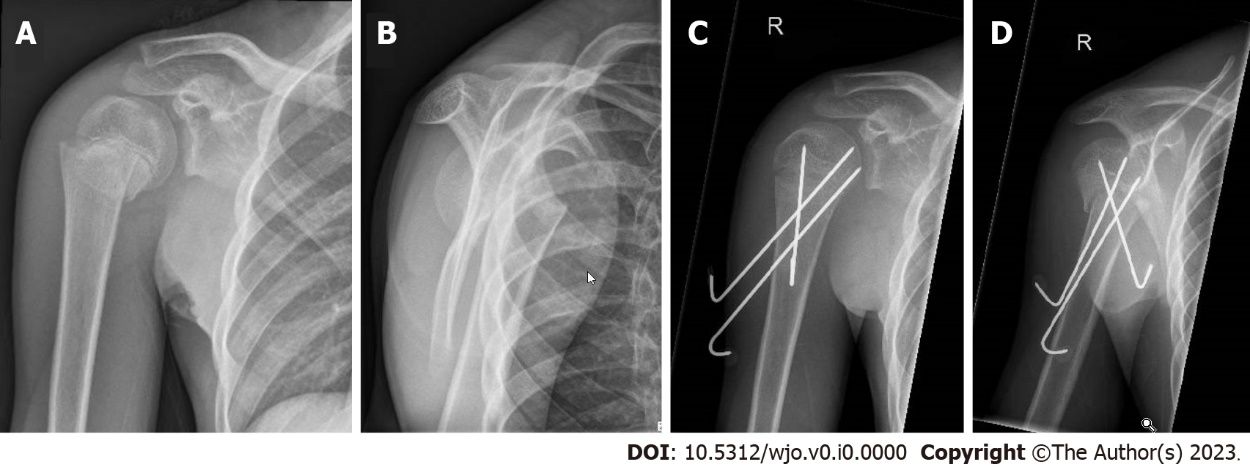 A
B
C
D
R
R
DOI: 10.5312/wjo.v0.i0.0000 Copyright ©The Author(s) 2023.